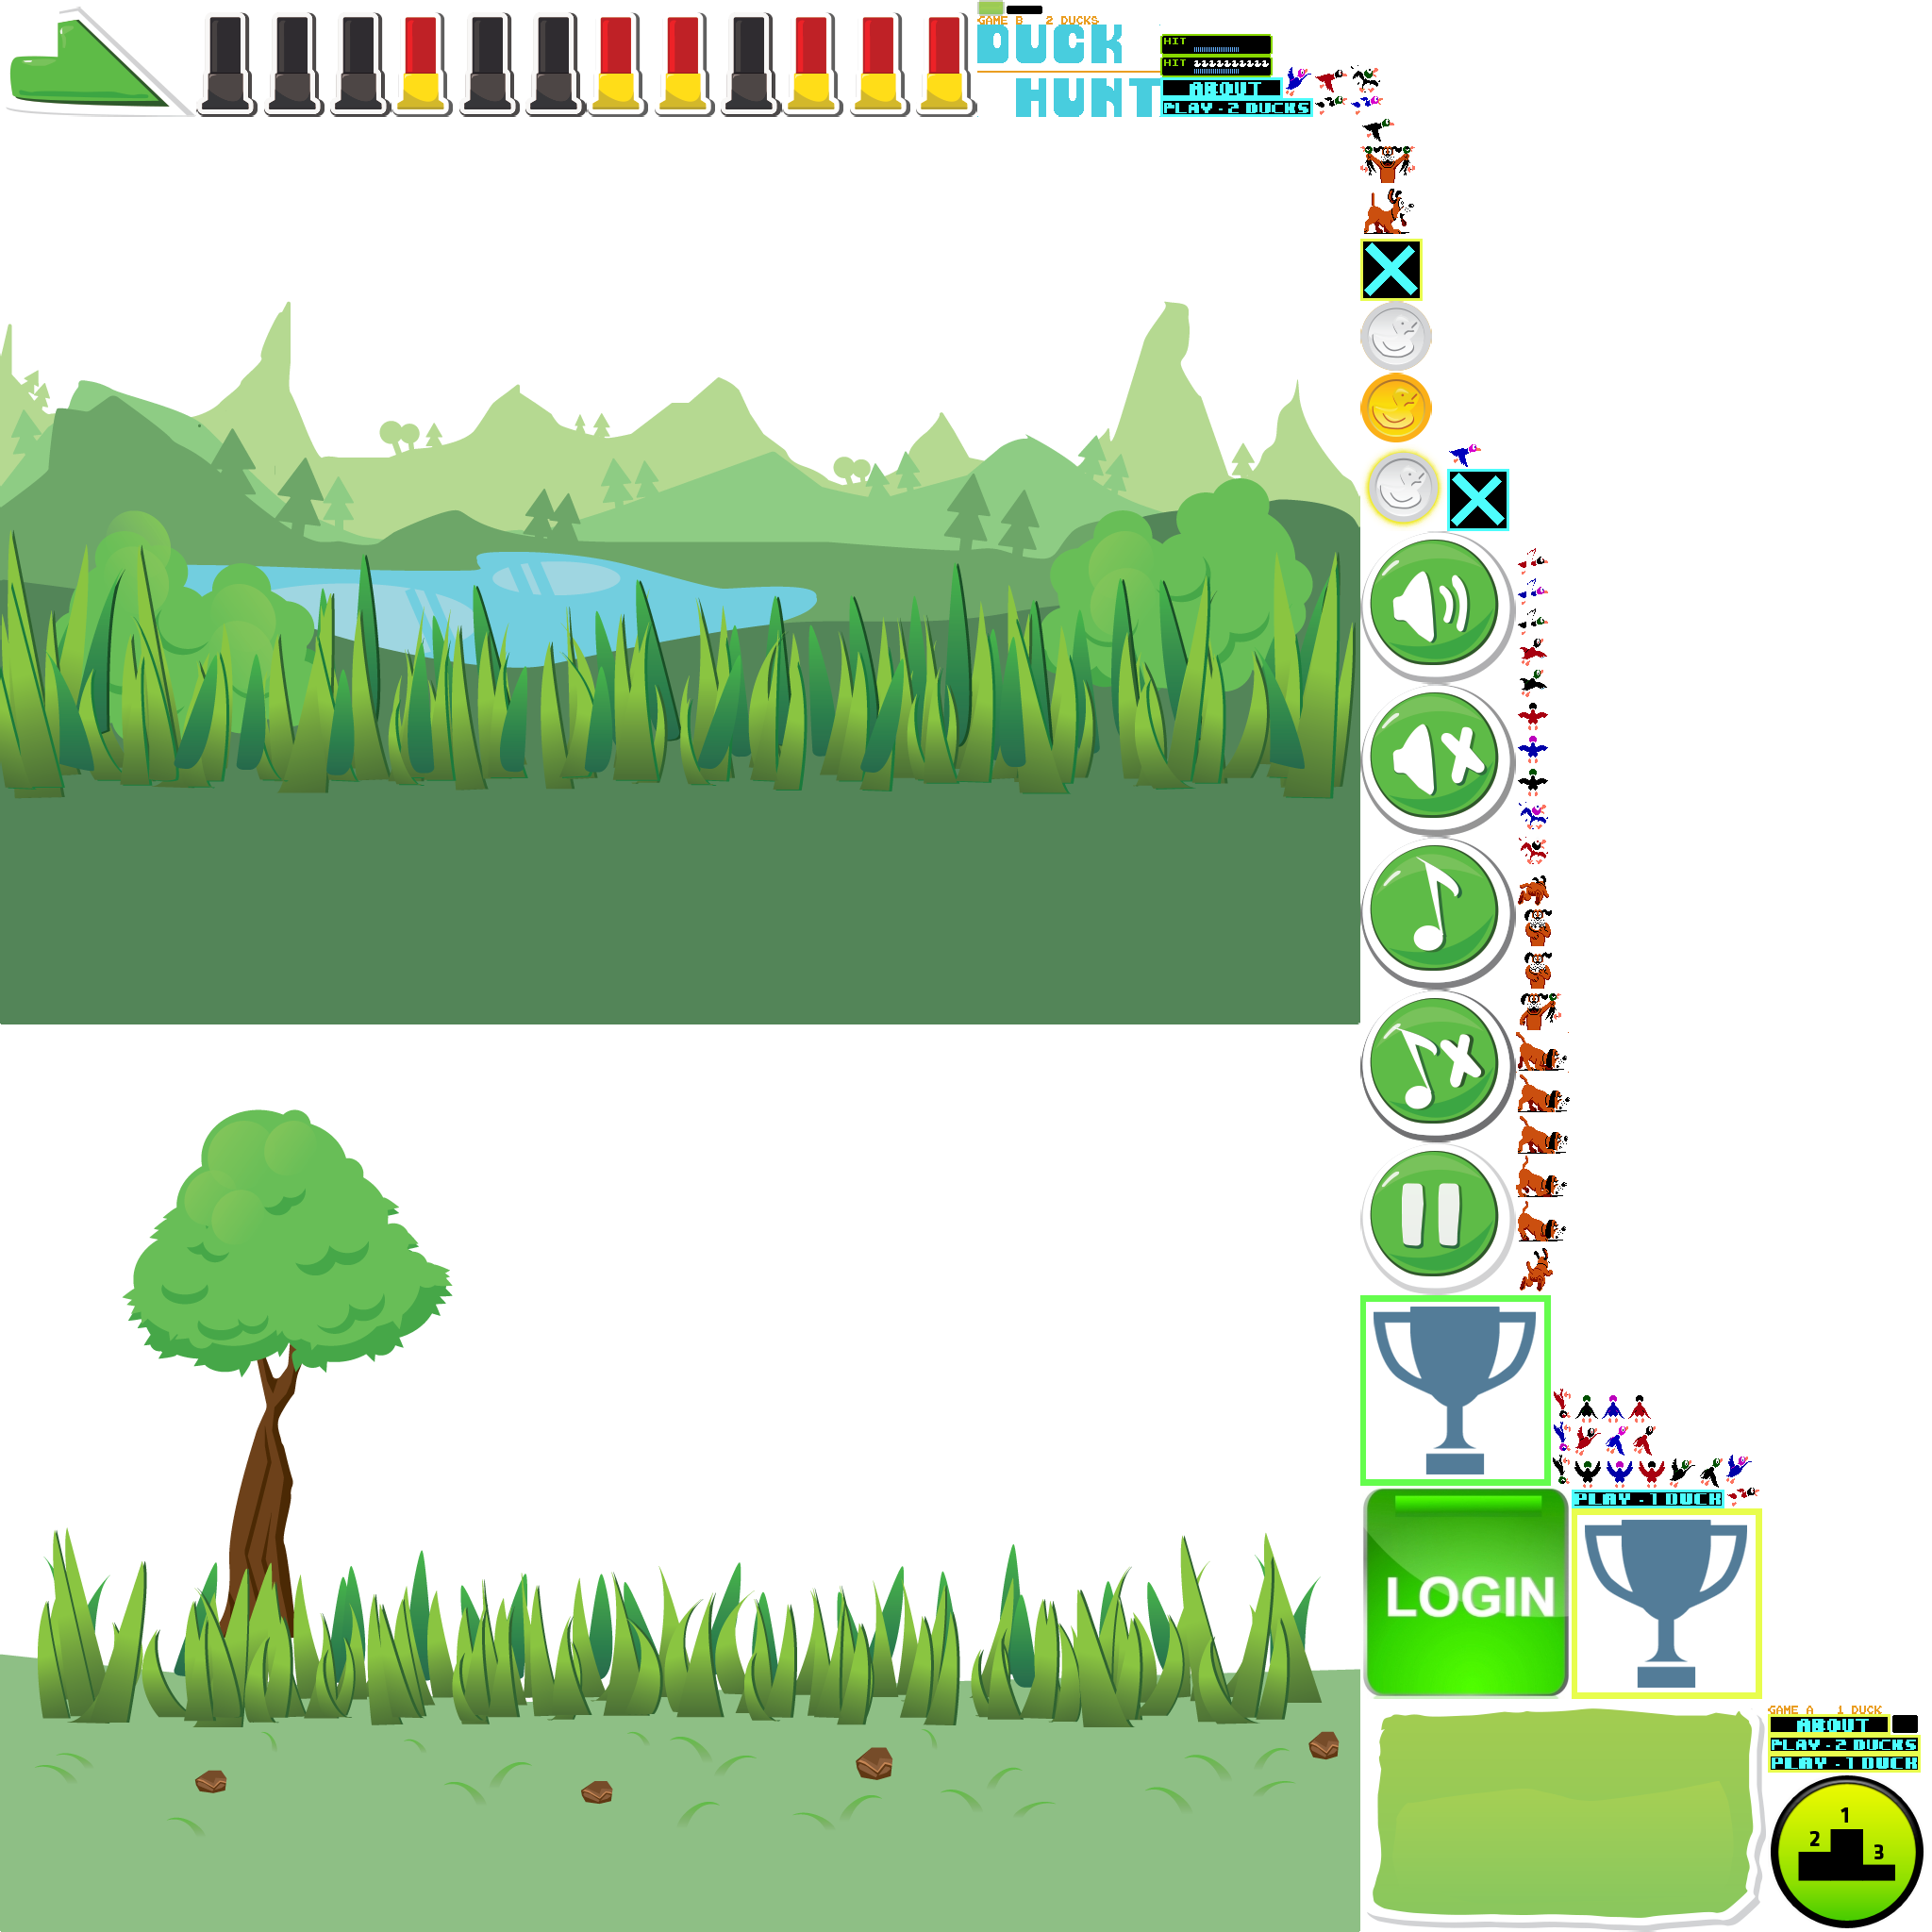 GAME B 2 DUCKS
DUCK
HUNT
HIT
HIT
ABOUT
PLAY - 2 DUCKS
PLAY - 1 DUCK
LOGIN
GAME A 1 DUCK
ABOUT
PLAY - 2 DUCKS
PLAY - 1 DUCK
1
2
3